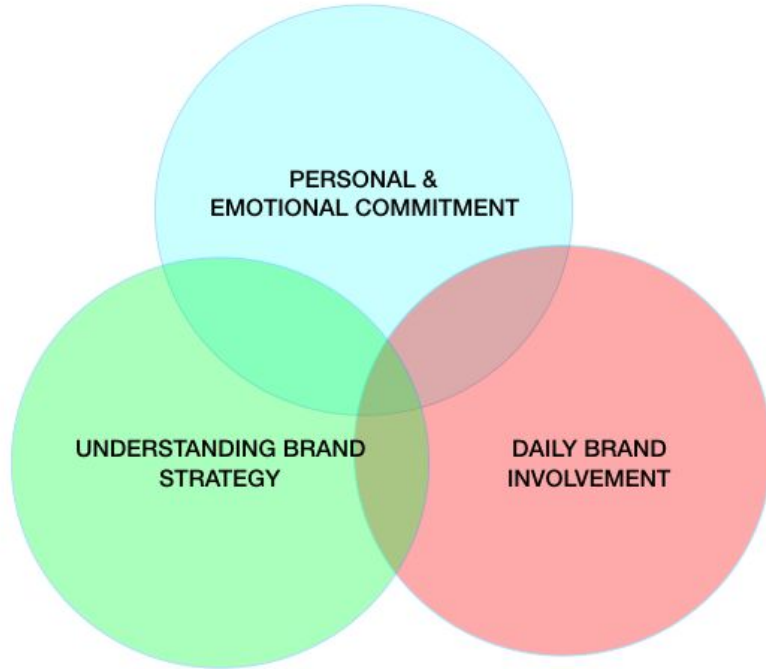 PERSONAL &
EMOTIONAL COMMITMENT
UNDERSTANDING BRAND
STRATEGY
DAILY BRAND
INVOLVEMENT